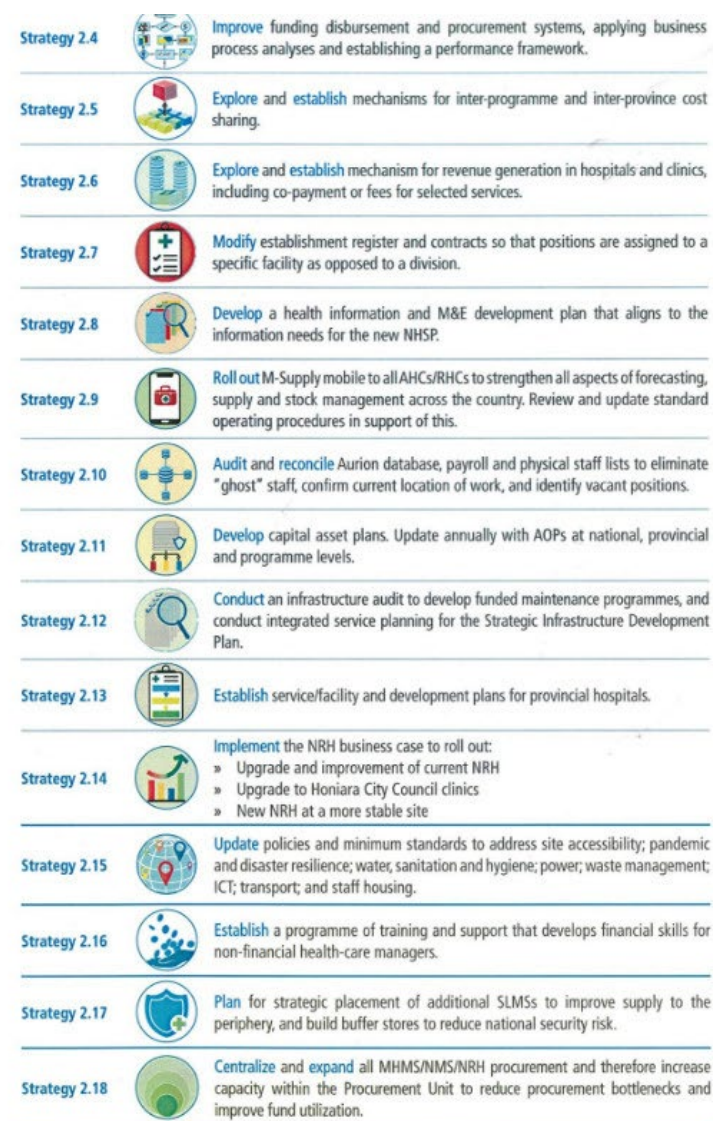 Strategy 2.4
Improve funding disbursement and procurement systems, applying business
process analyses and establishing a performance framework.
Strategy 2.5
Explore and establish mechanisms for inter-programme and inter-province cost
sharing.
Strategy 2.6
Explore and establish mechanism for revenue generation in hospitals and clinics,
including co-payment or fees for selected services.
Strategy 2.7
Modify establishment register and contracts so that positions are assigned to a
specific facility as opposed to a division.
Strategy 2.8
Develop a health information and M&E development plan that aligns to the
information needs for the new NHSP.
Strategy 2.9
Roll out M-Supply mobile to all AHCs/RHCs to strengthen all aspects of forecasting,
supply and stock management across the country. Review and update standard
operating procedures in support of this.
Strategy 2.10
Audit and reconcile Aurion database, payroll and physical staff lists to eliminate
"ghost" staff, confirm current location of work, and identify vacant positions.
Strategy 2.11
Develop capital asset plans. Update annually with AOPs at national, provincial
and programme levels.
Strategy 2.12
Conduct an infrastructure audit to develop funded maintenance programmes, and
conduct integrated service planning for the Strategic Infrastructure Development
Plan.
Strategy 2.13
Establish service/facility and development plans for provincial hospitals.
Strategy 2.14
Implement the NRH business case to roll out:
» Upgrade and improvement of current NRH
» Upgrade to Honiara City Council clinics
» New NRH at a more stable site
Strategy 2.15
Update policies and minimum standards to address site accessibility; pandemic
and disaster resilience; water, sanitation and hygiene; power; waste management;
ICT; transport; and staff housing.
Strategy 2.16
Establish a programme of training and support that develops financial skills for
non-financial health-care managers.
Strategy 2.17
Plan for strategic placement of additional SLMSs to improve supply to the
periphery, and build buffer stores to reduce national security risk.
Strategy 2.18
Centralize and expand all MHMS/NMS/NRH procurement and therefore increase
capacity within the Procurement Unit to reduce procurement bottlenecks and
improve fund utilization.